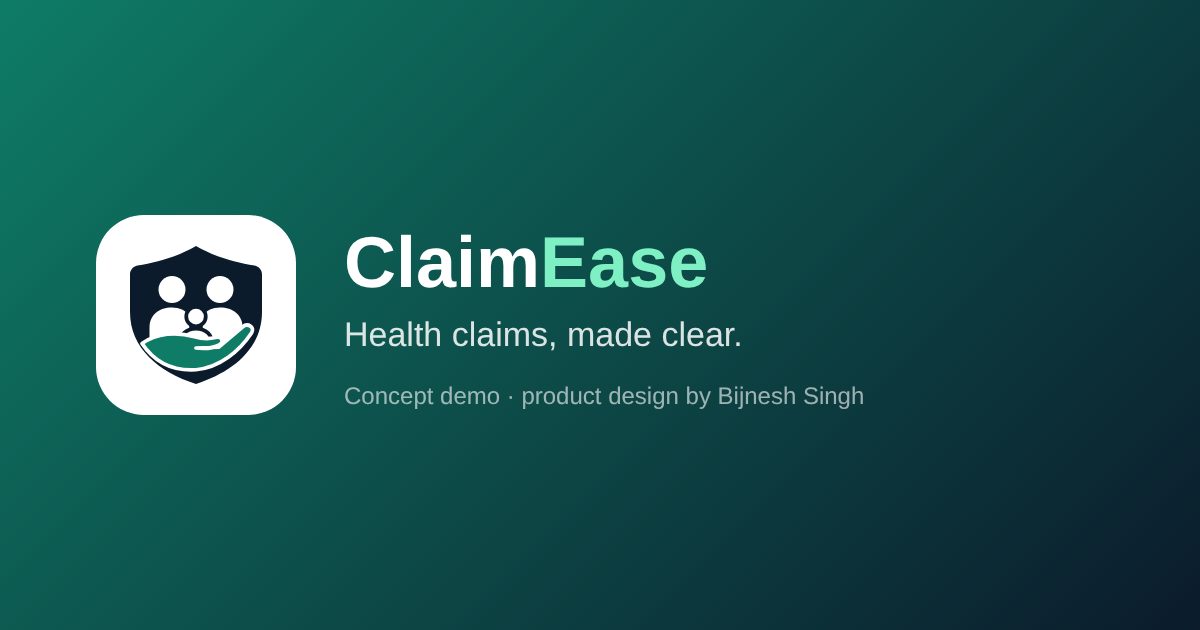 ClaimEase
Health claims, made clear.
Concept demo · product design by Bijnesh Singh